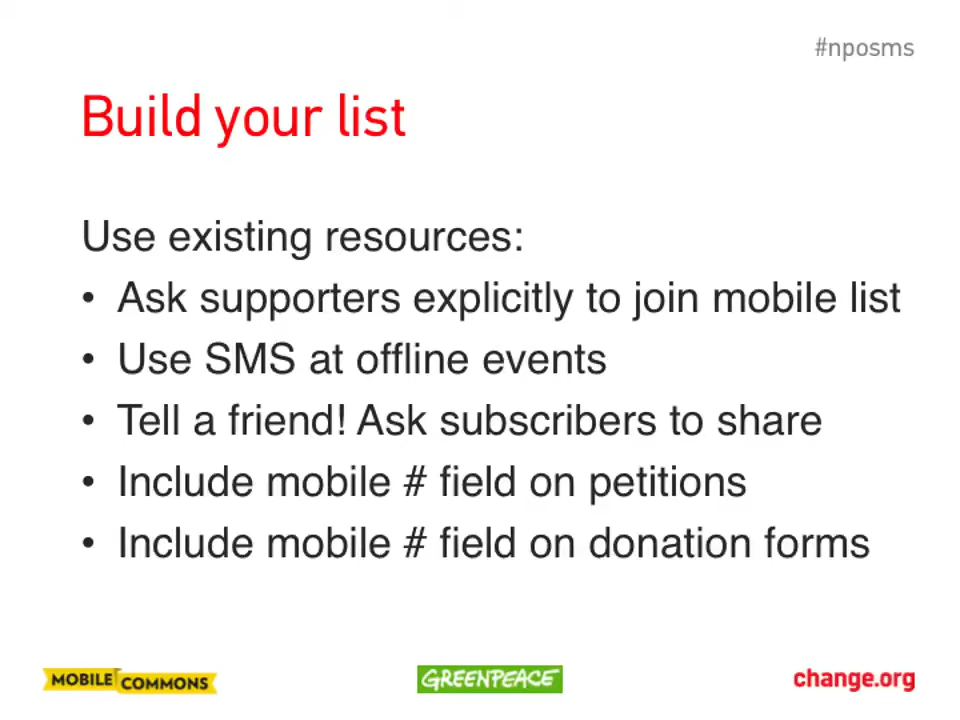 #nposms
Build your list
Use existing resources:
• Ask supporters explicitly to join mobile list
• Use SMS at offline events
• Tell a friend! Ask subscribers to share
• Include mobile # field on petitions
• Include mobile # field on donation forms
MOBILE COMMONS
GREENPEACE
change.org